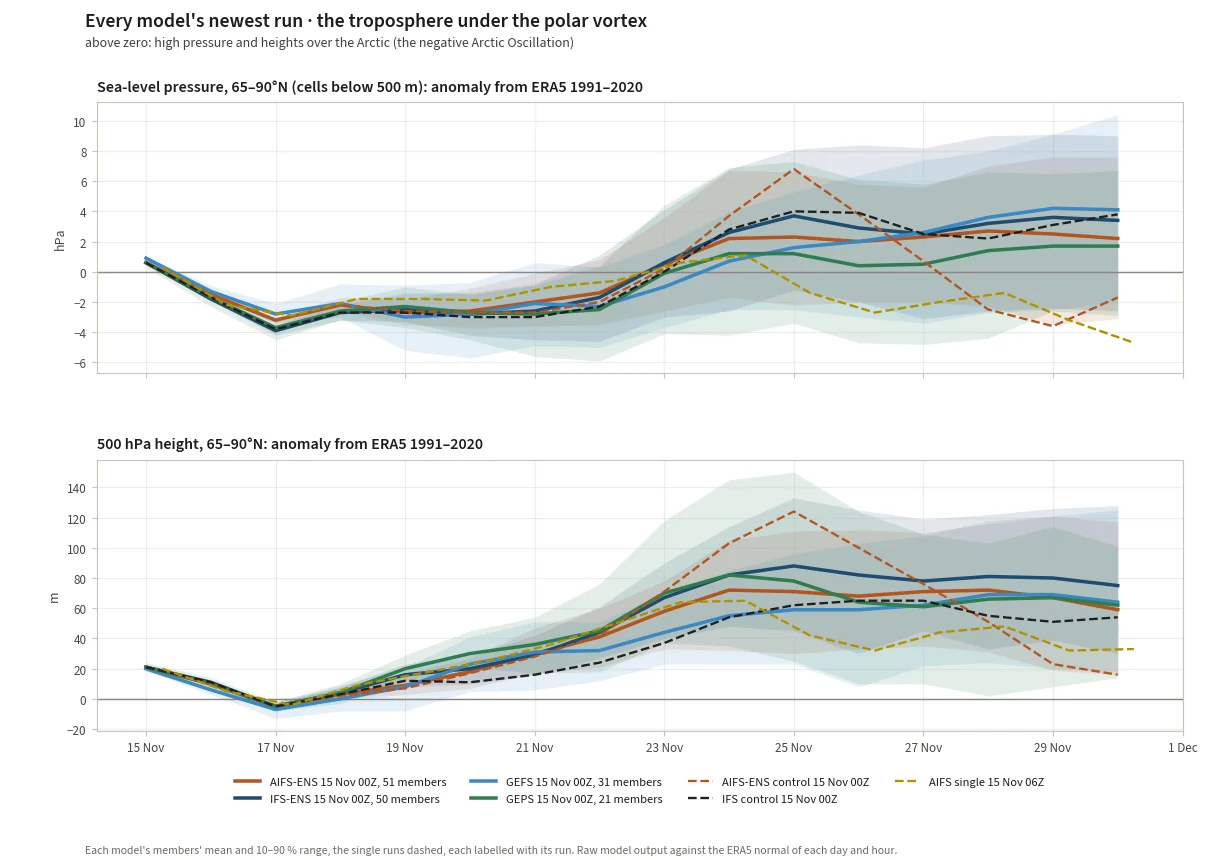 Every model's newest run · the troposphere under the polar vortex
above zero: high pressure and heights over the Arctic (the negative Arctic Oscillation)
Sea-level pressure, 65–90°N (cells below 500 m): anomaly from ERA5 1991–2020
10
8
6
4
2
0
−2
−4
−6
hPa
500 hPa height, 65–90°N: anomaly from ERA5 1991–2020
140
120
100
80
60
40
20
0
−20
m
15 Nov
17 Nov
19 Nov
21 Nov
23 Nov
25 Nov
27 Nov
29 Nov
1 Dec
AIFS-ENS 15 Nov 00Z, 51 members
IFS-ENS 15 Nov 00Z, 50 members
GEFS 15 Nov 00Z, 31 members
GEPS 15 Nov 00Z, 21 members
AIFS-ENS control 15 Nov 00Z
IFS control 15 Nov 00Z
AIFS single 15 Nov 06Z
Each model's members' mean and 10–90 % range, the single runs dashed, each labelled with its run. Raw model output against the ERA5 normal of each day and hour.